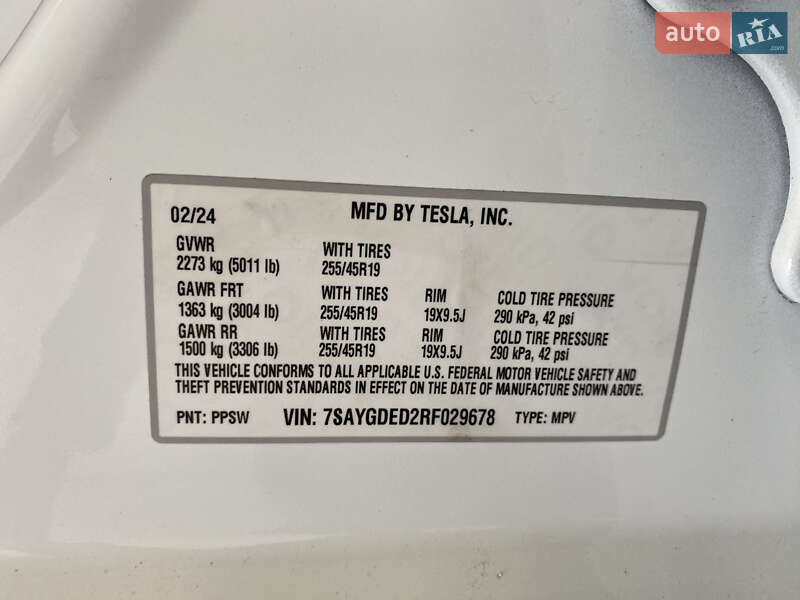 auto RIA .com
02/24 MFD BY TESLA, INC.
GVWR WITH TIRES
2273 kg (5011 lb) 255/45R19
GAWR FRT WITH TIRES RIM COLD TIRE PRESSURE
1363 kg (3004 lb) 255/45R19 19X9.5J 290 kPa, 42 psi
GAWR RR WITH TIRES RIM COLD TIRE PRESSURE
1500 kg (3306 lb) 255/45R19 19X9.5J 290 kPa, 42 psi
THIS VEHICLE CONFORMS TO ALL APPLICABLE U.S. FEDERAL MOTOR VEHICLE SAFETY AND
THEFT PREVENTION STANDARDS IN EFFECT ON THE DATE OF MANUFACTURE SHOWN ABOVE.
PNT: PPSW VIN: 7SAYGDED2RF029678 TYPE: MPV